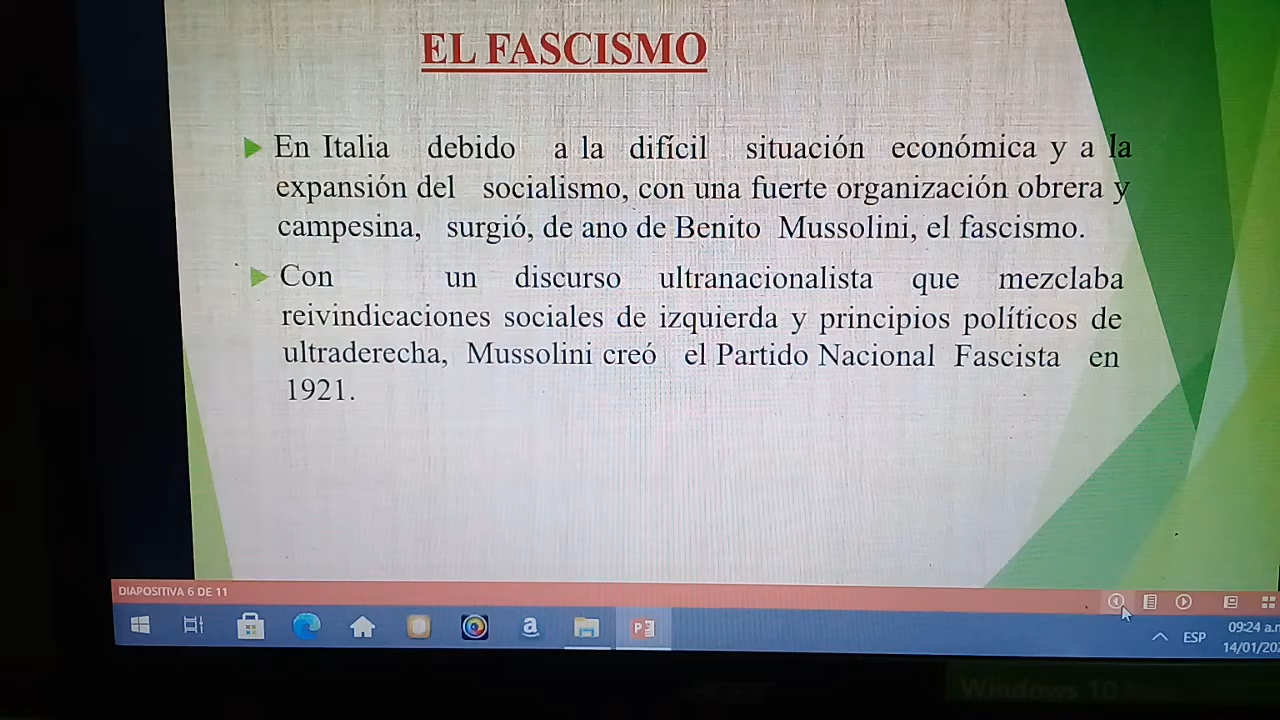 EL FASCISMO
En Italia debido a la difícil situación económica y a la
expansión del socialismo, con una fuerte organización obrera y
campesina, surgió, de ano de Benito Mussolini, el fascismo.
Con un discurso ultranacionalista que mezclaba
reivindicaciones sociales de izquierda y principios políticos de
ultraderecha, Mussolini creó el Partido Nacional Fascista en
1921.
DIAPOSITIVA 6 DE 11
ESP
09:24 a.
14/01/20
acer
Windows 10